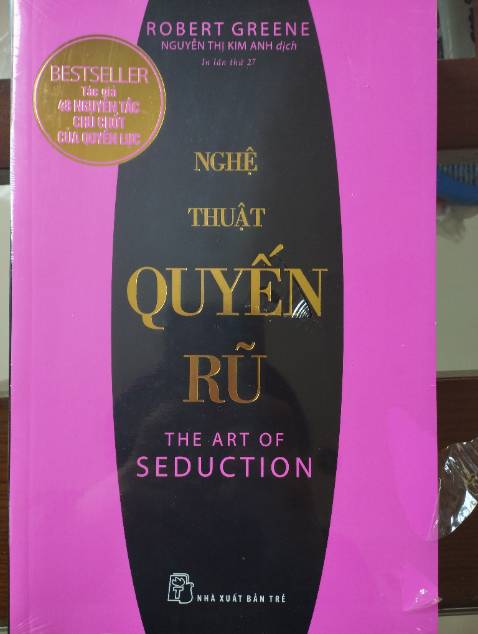 ROBERT GREENE
NGUYỄN THỊ KIM ANH dịch
In lần thứ 27
BESTSELLER
Tác giả
48 NGUYÊN TẮC
CHỦ CHỐT
CỦA QUYỀN LỰC
NGHỆ
THUẬT
QUYẾN
RŨ
THE ART OF
SEDUCTION
NHÀ XUẤT BẢN TRẺ